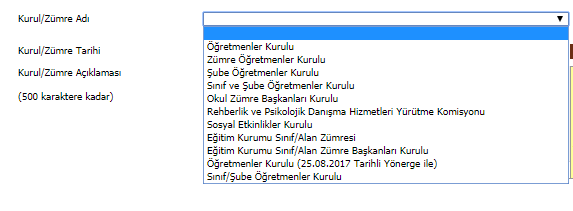 Kurul/Zümre Adı
Öğretmenler Kurulu
Kurul/Zümre Tarihi
Zümre Öğretmenler Kurulu
Kurul/Zümre Açıklaması
Şube Öğretmenler Kurulu
Sınıf ve Şube Öğretmenler Kurulu
(500 karaktere kadar)
Okul Zümre Başkanları Kurulu
Rehberlik ve Psikolojik Danışma Hizmetleri Yürütme Komisyonu
Sosyal Etkinlikler Kurulu
Eğitim Kurumu Sınıf/Alan Zümresi
Eğitim Kurumu Sınıf/Alan Zümre Başkanları Kurulu
Öğretmenler Kurulu (25.08.2017 Tarihli Yönerge ile)
Sınıf/Şube Öğretmenler Kurulu